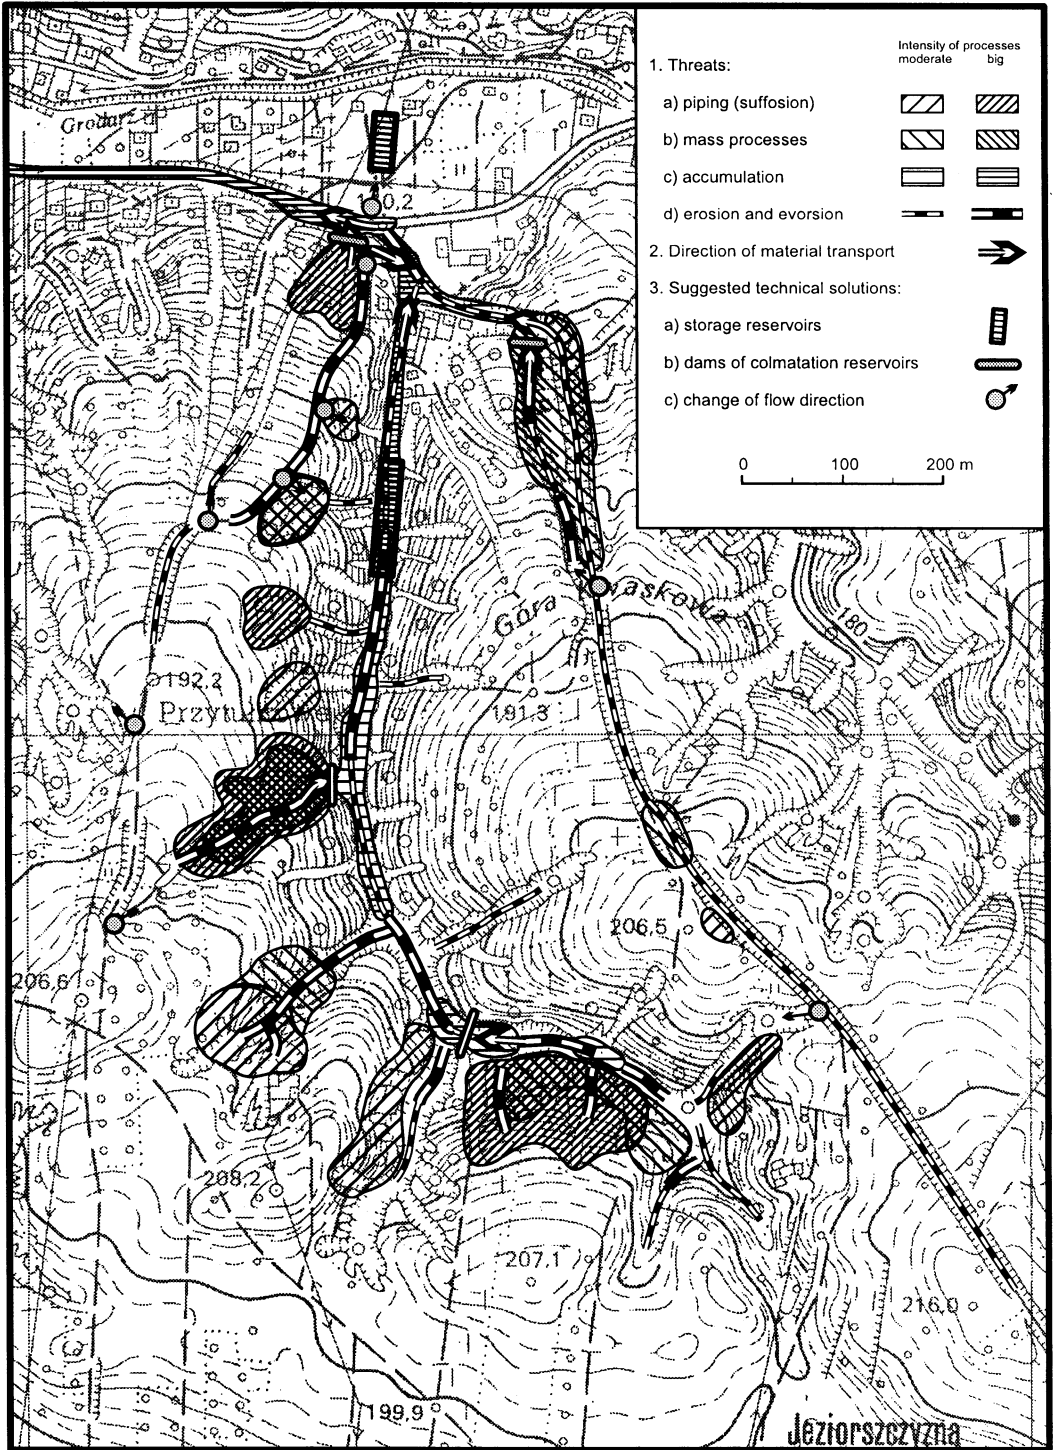 Intensity of processes
moderate big
1. Threats:
a) piping (suffosion)
b) mass processes
c) accumulation
d) erosion and evorsion
2. Direction of material transport
3. Suggested technical solutions:
a) storage reservoirs
b) dams of colmatation reservoirs
c) change of flow direction
0 100 200 m
Grodarz
Góra
180
192,2
191,3
206,5
206,6
208,2
207,1
216,0
199,9
Jeziorszczyzna